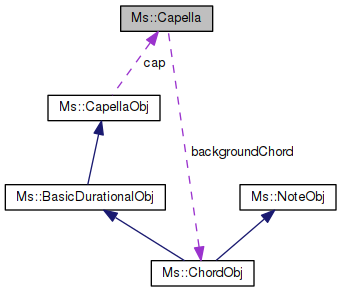 Ms::Capella
cap
Ms::CapellaObj
backgroundChord
Ms::BasicDurationalObj
Ms::NoteObj
Ms::ChordObj